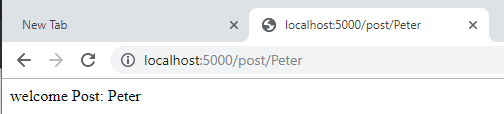 New Tab
localhost:5000/post/Peter
localhost:5000/post/Peter
welcome Post: Peter